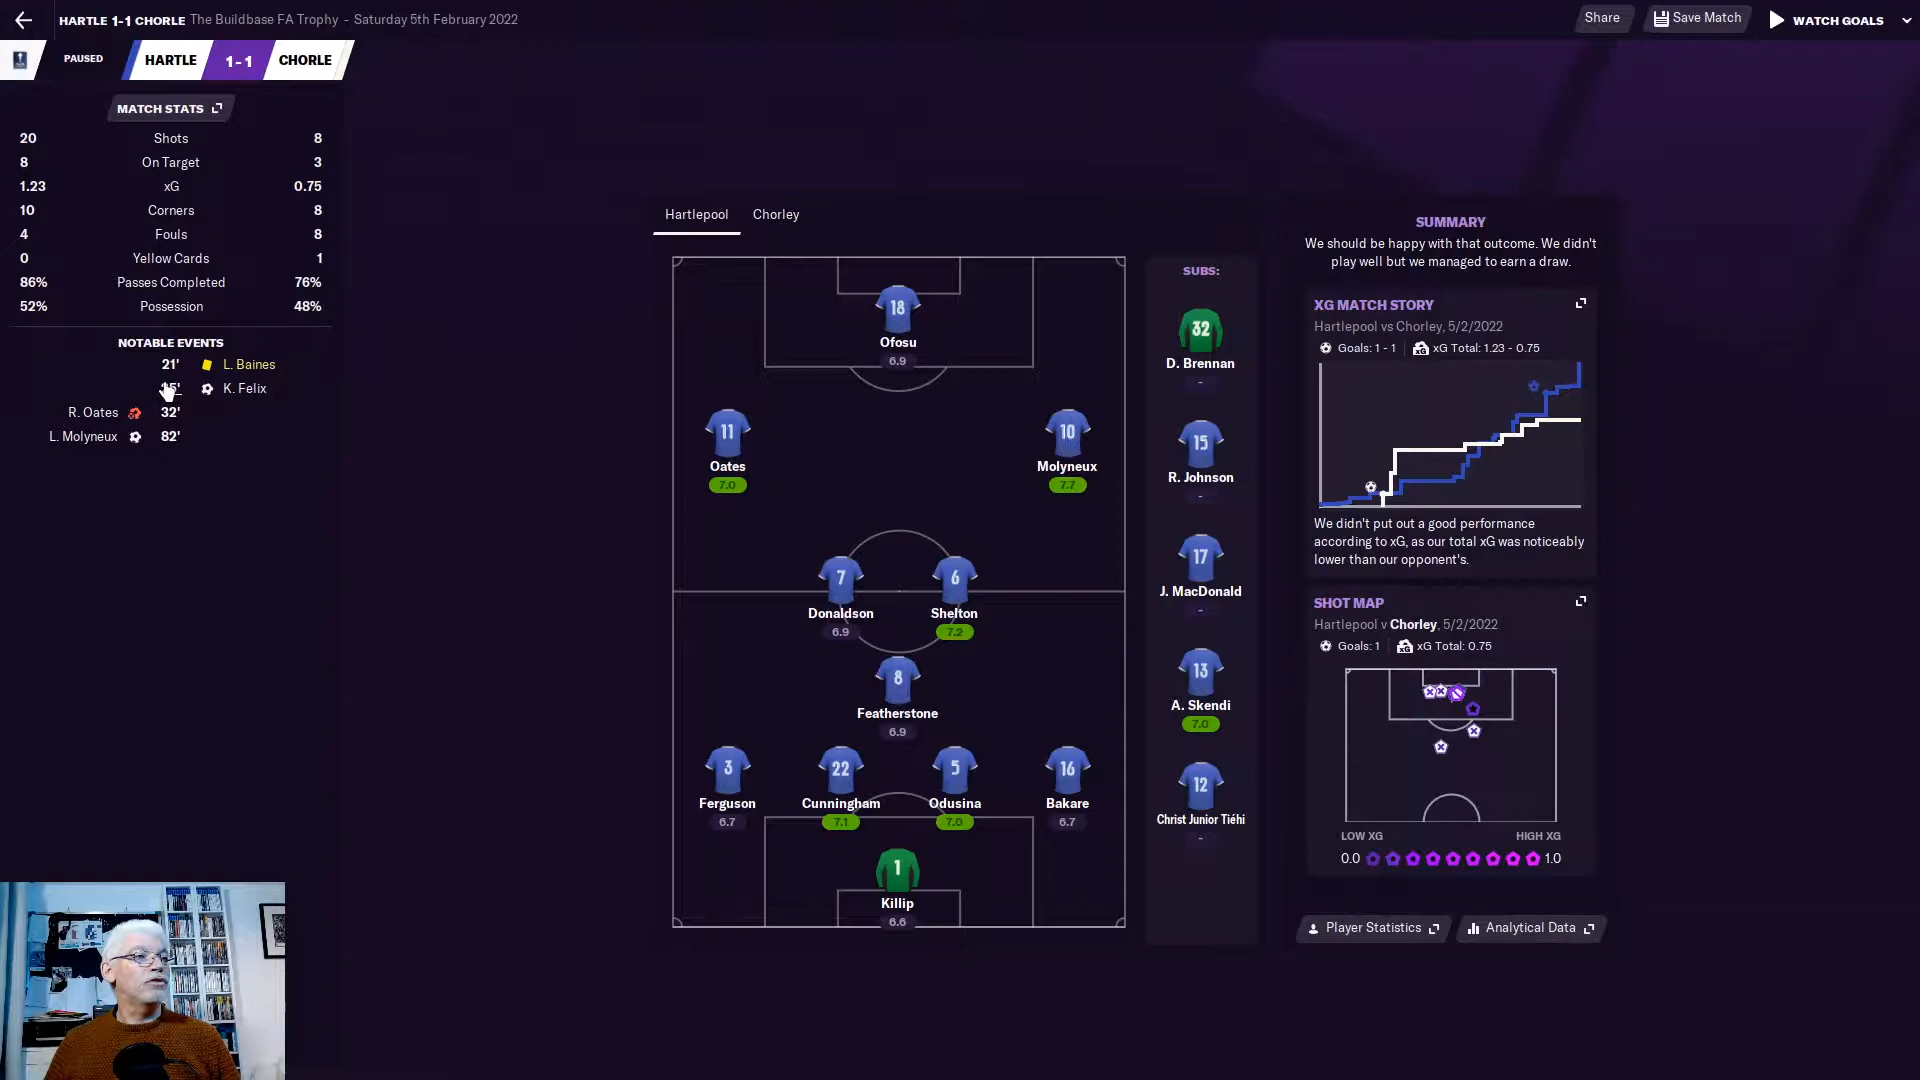 HARTLE 1-1 CHORLE The Buildbase FA Trophy - Saturday 5th February 2022
Share
Save Match
WATCH GOALS
PAUSED
HARTLE 1 - 1 CHORLE
MATCH STATS
20 Shots 8
8 On Target 3
1.23 xG 0.75
10 Corners 8
4 Fouls 8
0 Yellow Cards 1
86% Passes Completed 76%
52% Possession 48%
NOTABLE EVENTS
21' L. Baines
K. Felix
R. Oates 32'
L. Molyneux 82'
Hartlepool Chorley
18
Ofosu
6.9
11 10
Oates Molyneux
7.0 7.7
7 6
Donaldson Shelton
6.9 7.2
8
Featherstone
6.9
3 22 5 16
Ferguson Cunningham Odusina Bakare
6.7 7.1 7.0 6.7
1
Killip
6.6
SUBS:
32
D. Brennan
-
15
R. Johnson
-
17
J. MacDonald
-
13
A. Skendi
7.0
12
Christ Junior Tiéhi
-
SUMMARY
We should be happy with that outcome. We didn't
play well but we managed to earn a draw.
XG MATCH STORY
Hartlepool vs Chorley, 5/2/2022
Goals: 1 - 1 xG Total: 1.23 - 0.75
We didn't put out a good performance
according to xG, as our total xG was noticeably
lower than our opponent's.
SHOT MAP
Hartlepool v Chorley, 5/2/2022
Goals: 1 xG Total: 0.75
LOW XG HIGH XG
0.0 1.0
Player Statistics
Analytical Data